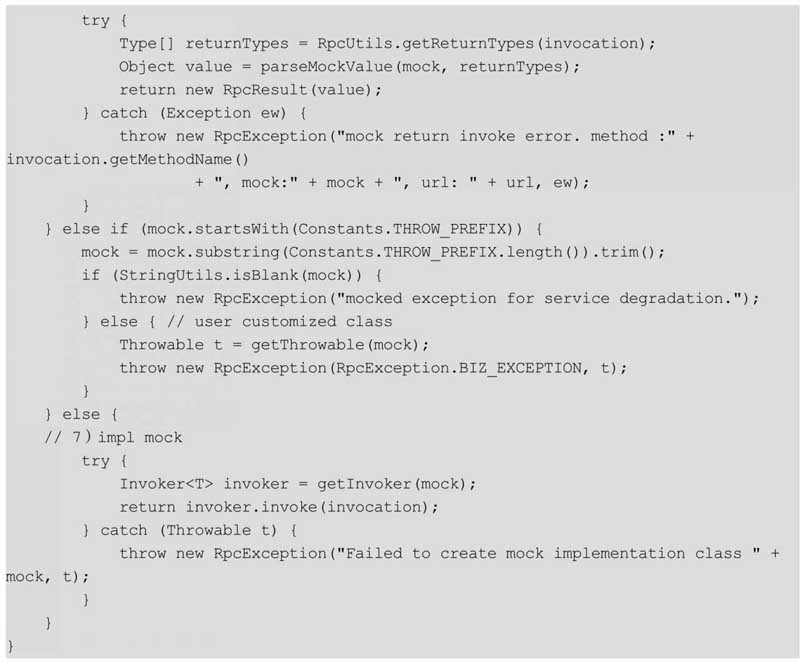 try {
            Type[] returnTypes = RpcUtils.getReturnTypes(invocation);
            Object value = parseMockValue(mock, returnTypes);
            return new RpcResult(value);
        } catch (Exception ew) {
            throw new RpcException("mock return invoke error. method :" +
invocation.getMethodName()
                    + ", mock:" + mock + ", url: " + url, ew);
        }
    } else if (mock.startsWith(Constants.THROW_PREFIX)) {
        mock = mock.substring(Constants.THROW_PREFIX.length()).trim();
        if (StringUtils.isBlank(mock)) {
            throw new RpcException("mocked exception for service degradation.");
        } else { // user customized class
            Throwable t = getThrowable(mock);
            throw new RpcException(RpcException.BIZ_EXCEPTION, t);
        }
    } else {
    // 7）impl mock
        try {
            Invoker<T> invoker = getInvoker(mock);
            return invoker.invoke(invocation);
        } catch (Throwable t) {
            throw new RpcException("Failed to create mock implementation class " +
mock, t);
        }
    }
}